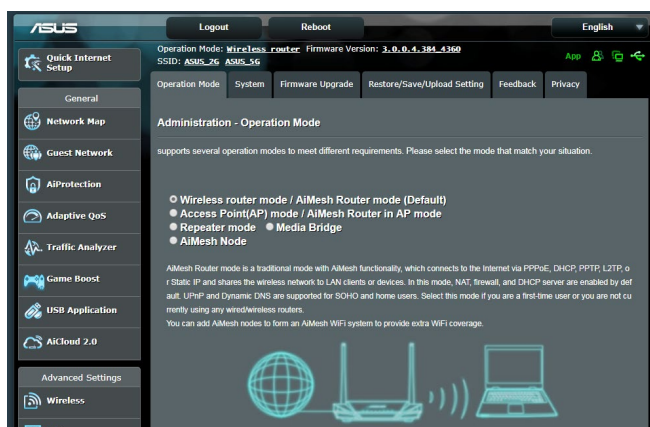 ASUS
Logout
Reboot
English
Quick Internet
Setup
Operation Mode: Wireless router Firmware Version: 3.0.0.4.384_4360
SSID: ASUS_2G ASUS_5G
App
General
Network Map
Guest Network
AiProtection
Adaptive QoS
Traffic Analyzer
Game Boost
USB Application
AiCloud 2.0
Advanced Settings
Wireless
Operation Mode
System
Firmware Upgrade
Restore/Save/Upload Setting
Feedback
Privacy
Administration - Operation Mode
supports several operation modes to meet different requirements. Please select the mode that match your situation.
Wireless router mode / AiMesh Router mode (Default)
Access Point(AP) mode / AiMesh Router in AP mode
Repeater mode Media Bridge
AiMesh Node
AiMesh Router mode is a traditional mode with AiMesh functionality, which connects to the Internet via PPPoE, DHCP, PPTP, L2TP, o
r Static IP and shares the wireless network to LAN clients or devices. In this mode, NAT, firewall, and DHCP server are enabled by def
ault. UPnP and Dynamic DNS are supported for SOHO and home users. Select this mode if you are a first-time user or you are not cu
rrently using any wired/wireless routers.
You can add AiMesh nodes to form an AiMesh WiFi system to provide extra WiFi coverage.